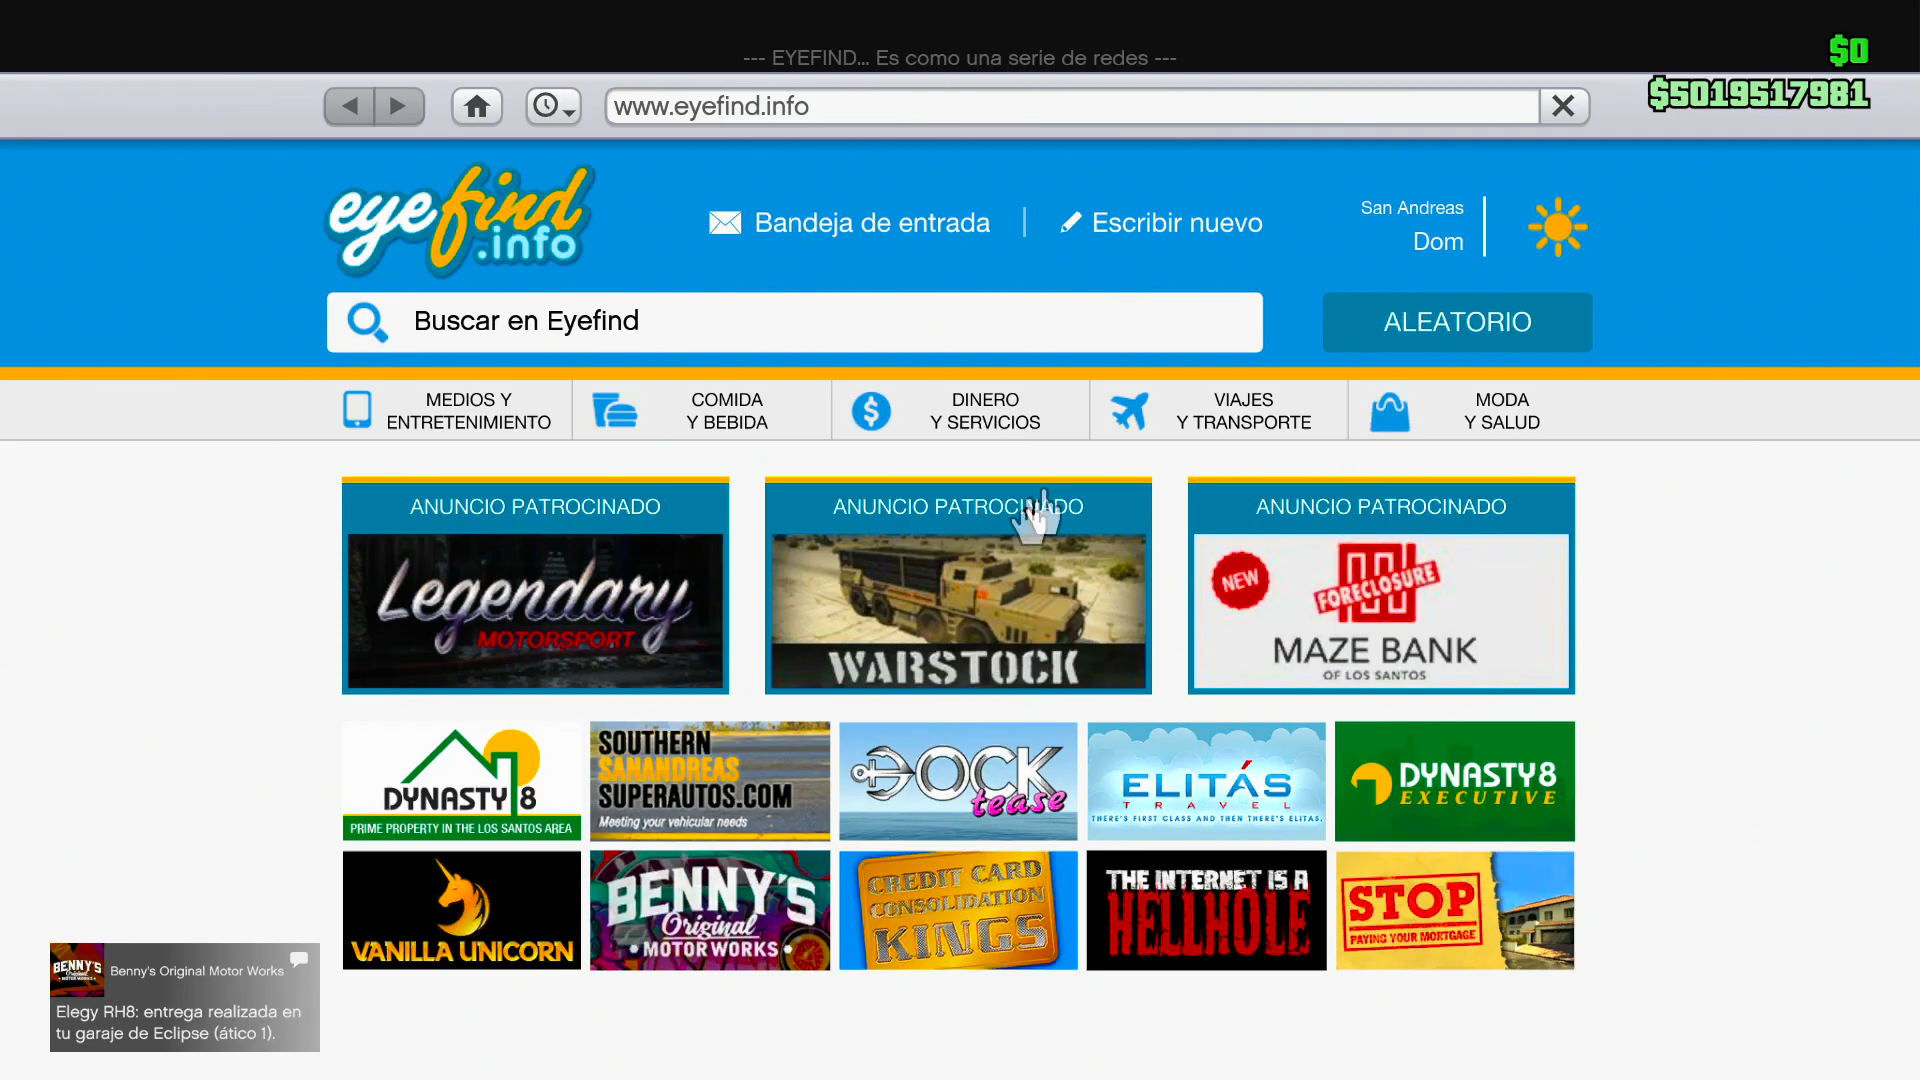 --- EYEFIND... Es como una serie de redes ---
$0
$5019517981
www.eyefind.info
eyefind
.info
Bandeja de entrada
Escribir nuevo
San Andreas
Dom
Buscar en Eyefind
ALEATORIO
MEDIOS Y
ENTRETENIMIENTO
COMIDA
Y BEBIDA
DINERO
Y SERVICIOS
VIAJES
Y TRANSPORTE
MODA
Y SALUD
ANUNCIO PATROCINADO
Legendary
MOTORSPORT
ANUNCIO PATROCINADO
WARSTOCK
ANUNCIO PATROCINADO
NEW
FORECLOSURE
MAZE BANK
OF LOS SANTOS
DYNASTY 8
PRIME PROPERTY IN THE LOS SANTOS AREA
SOUTHERN
SANANDREAS
SUPERAUTOS.COM
Meeting your vehicular needs
DOCK
tease
ELITÁS
TRAVEL
THERE'S FIRST CLASS AND THEN THERE'S ELITAS.
DYNASTY8
EXECUTIVE
VANILLA UNICORN
BENNY'S
Original
MOTOR WORKS
CREDIT CARD
CONSOLIDATION
KINGS
THE INTERNET IS A
HELLHOLE
STOP
PAYING YOUR MORTGAGE
BENNY'S
Original
MOTOR WORKS
Benny's Original Motor Works
Elegy RH8: entrega realizada en
tu garaje de Eclipse (ático 1).